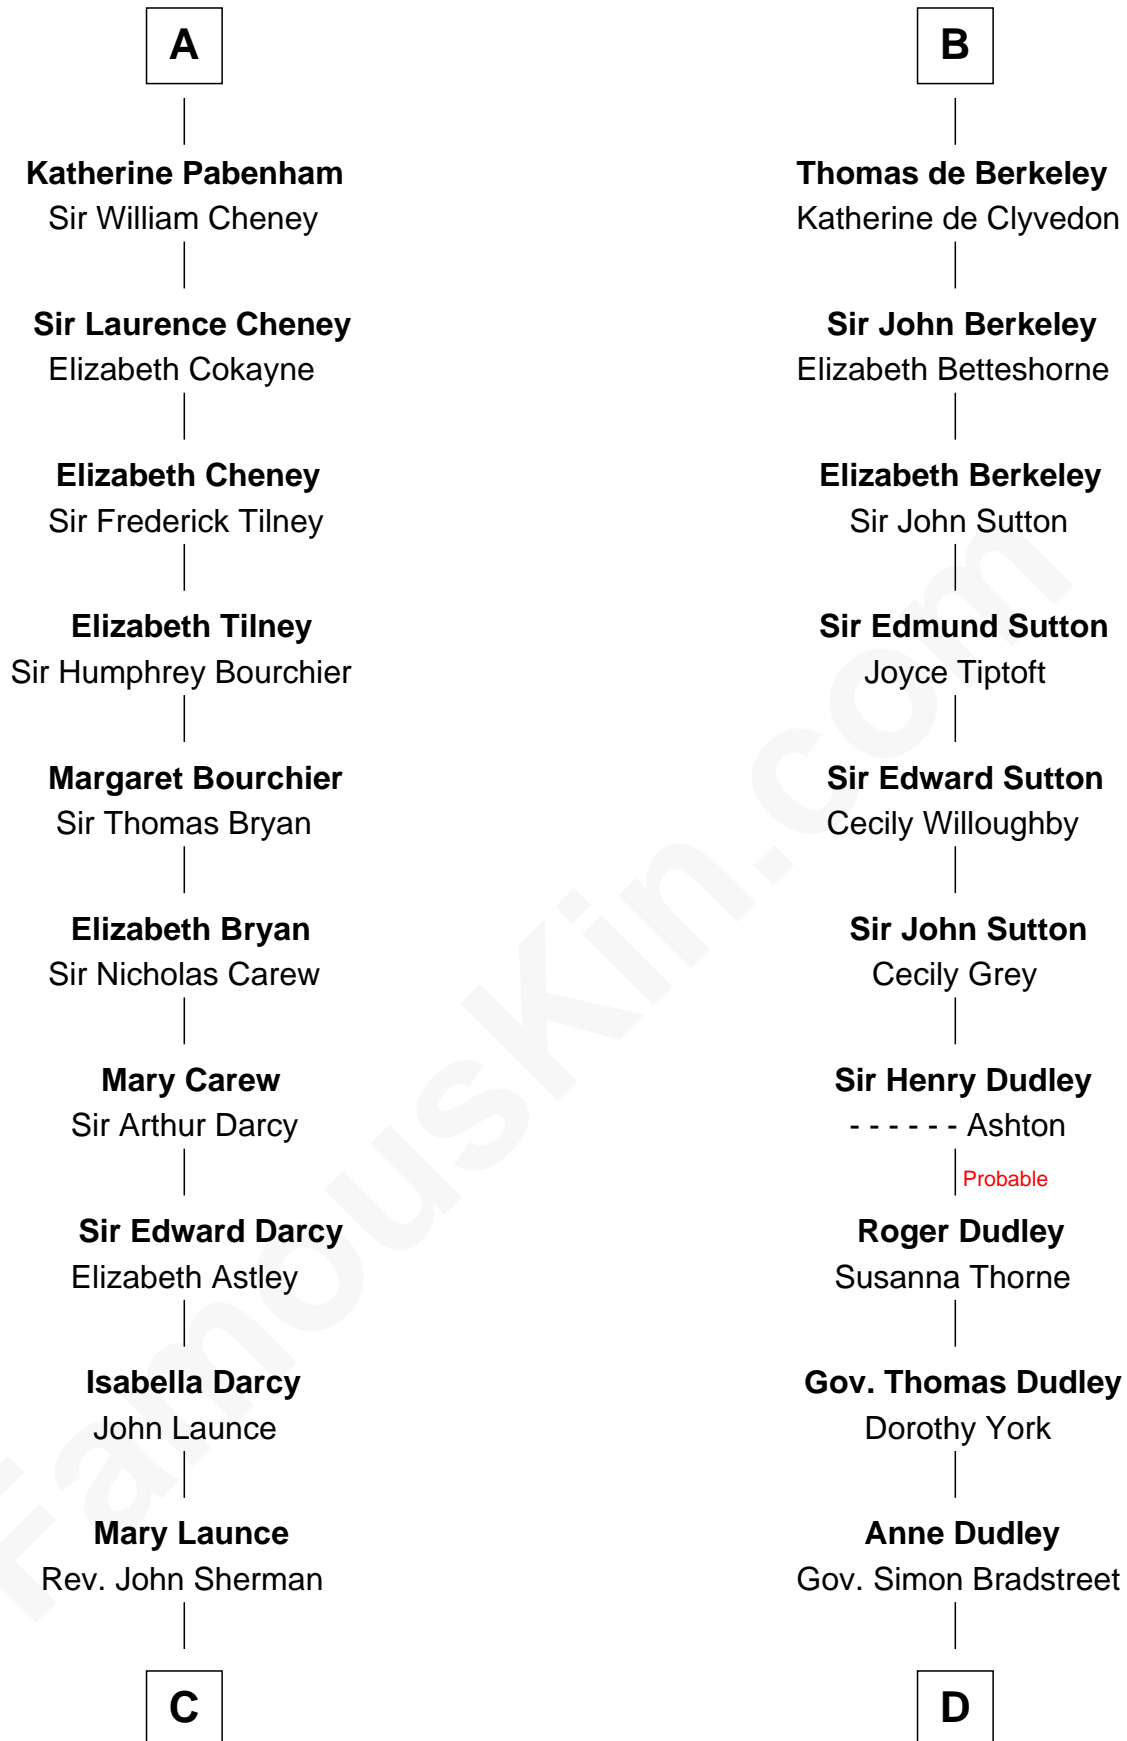 A
Katherine Pabenham
Sir William Cheney
Sir Laurence Cheney
Elizabeth Cokayne
Elizabeth Cheney
Sir Frederick Tilney
Elizabeth Tilney
Sir Humphrey Bourchier
Margaret Bourchier
Sir Thomas Bryan
Elizabeth Bryan
Sir Nicholas Carew
Mary Carew
Sir Arthur Darcy
Sir Edward Darcy
Elizabeth Astley
Isabella Darcy
John Launce
Mary Launce
Rev. John Sherman
C
B
Thomas de Berkeley
Katherine de Clyvedon
Sir John Berkeley
Elizabeth Betteshorne
Elizabeth Berkeley
Sir John Sutton
Sir Edmund Sutton
Joyce Tiptoft
Sir Edward Sutton
Cecily Willoughby
Sir John Sutton
Cecily Grey
Sir Henry Dudley
- - - - - - Ashton
Probable
Roger Dudley
Susanna Thorne
Gov. Thomas Dudley
Dorothy York
Anne Dudley
Gov. Simon Bradstreet
D
FamousKin.com